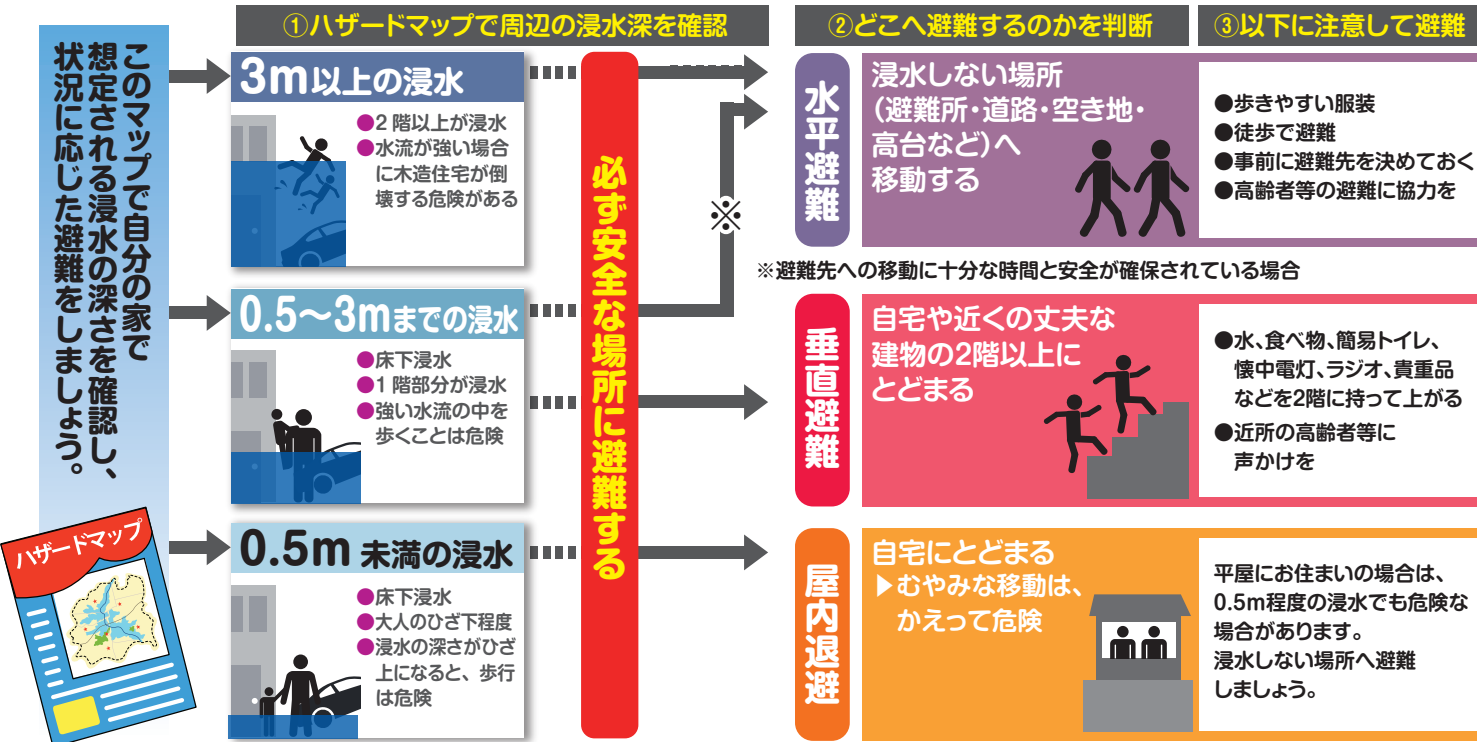 このマップで自分の家で
想定される浸水の深さを確認し、
状況に応じた避難をしましょう。
ハザードマップ
①ハザードマップで周辺の浸水深を確認
3m以上の浸水
●2階以上が浸水
●水流が強い場合
に木造住宅が倒
壊する危険がある
0.5～3mまでの浸水
●床下浸水
●1階部分が浸水
●強い水流の中を
歩くことは危険
0.5m未満の浸水
●床下浸水
●大人のひざ下程度
●浸水の深さがひざ
上になると、歩行
は危険
必ず安全な場所に避難する
※
②どこへ避難するのかを判断
③以下に注意して避難
水平避難
浸水しない場所
（避難所・道路・空き地・
高台など）へ
移動する
●歩きやすい服装
●徒歩で避難
●事前に避難先を決めておく
●高齢者等の避難に協力を
※避難先への移動に十分な時間と安全が確保されている場合
垂直避難
自宅や近くの丈夫な
建物の2階以上に
とどまる
●水、食べ物、簡易トイレ、
懐中電灯、ラジオ、貴重品
などを2階に持って上がる
●近所の高齢者等に
声かけを
屋内退避
自宅にとどまる
▶むやみな移動は、
かえって危険
平屋にお住まいの場合は、
0.5m程度の浸水でも危険な
場合があります。
浸水しない場所へ避難
しましょう。